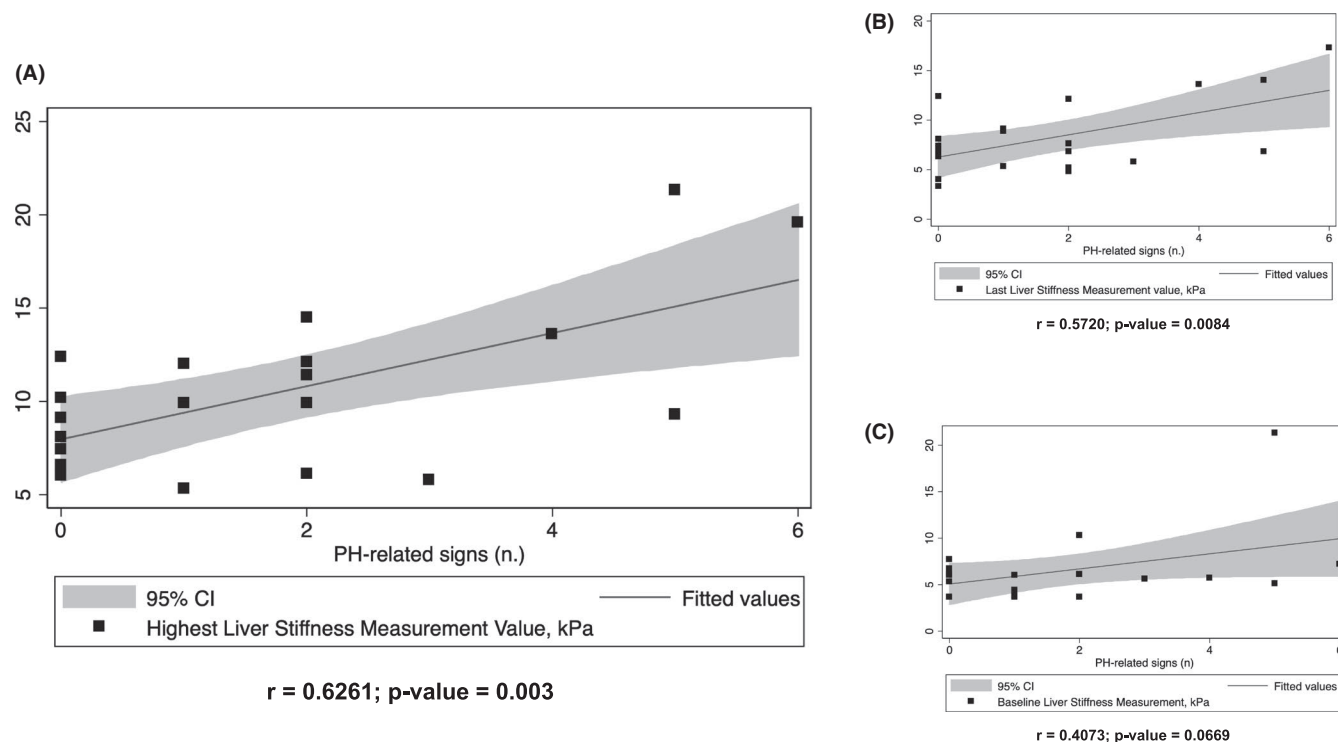 (A)
25
20
15
10
5
0 2 4 6
PH-related signs (n.)
95% CI Fitted values
Highest Liver Stiffness Measurement Value, kPa
r = 0.6261; p-value = 0.003
(B)
20
15
10
5
0
0 2 4 6
PH-related signs (n.)
95% CI Fitted values
Last Liver Stiffness Measurement value, kPa
r = 0.5720; p-value = 0.0084
(C)
20
15
10
5
0
0 2 4 6
PH-related signs (n)
95% CI Fitted values
Baseline Liver Stiffness Measurement, kPa
r = 0.4073; p-value = 0.0669